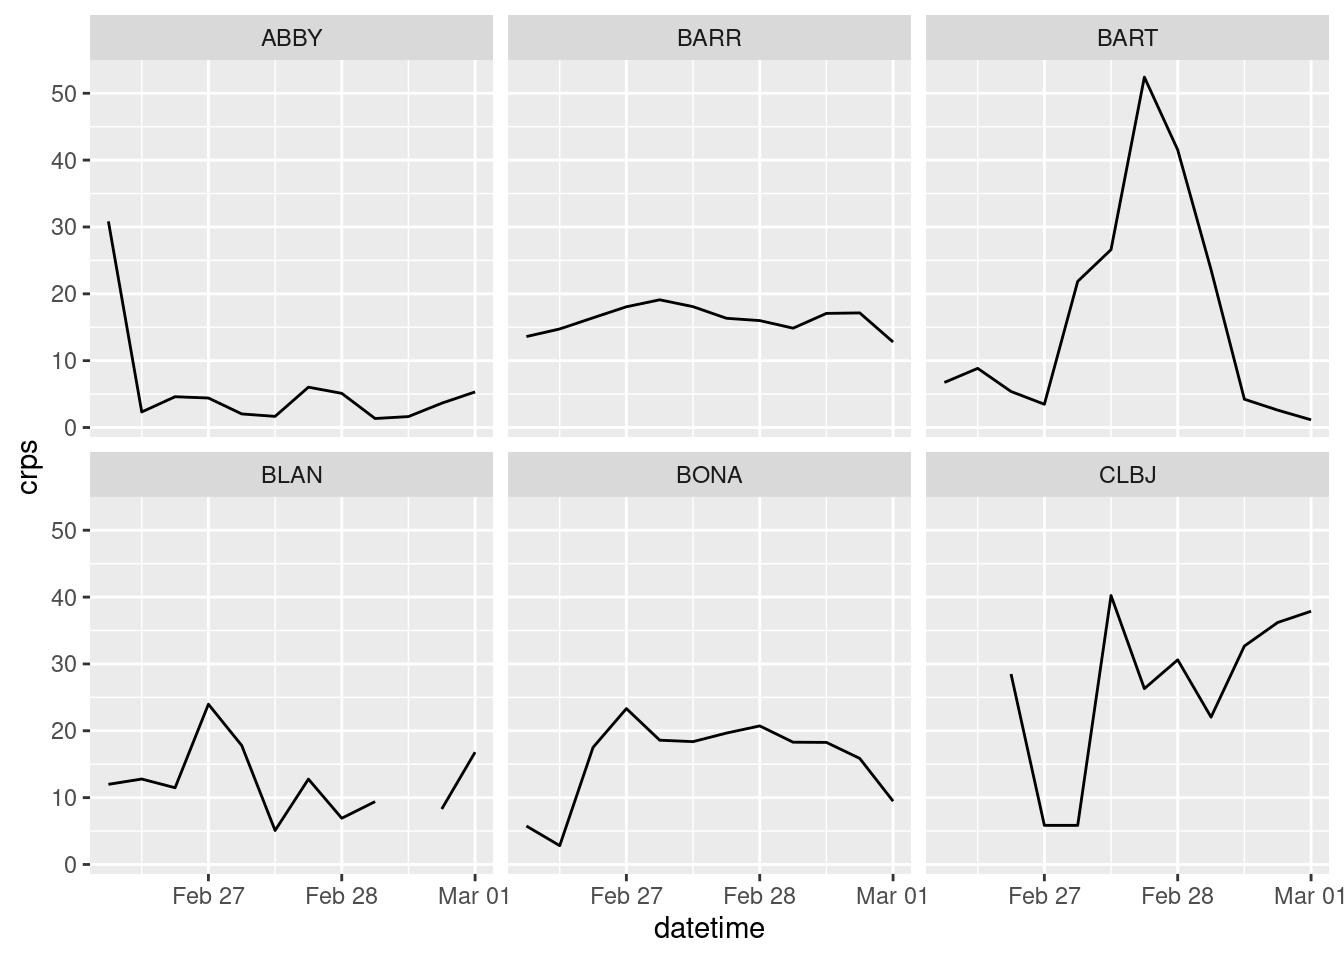 ABBY BARR BART
50
40
30
20
10
0
crps
BLAN BONA CLBJ
50
40
30
20
10
0
Feb 27 Feb 28 Mar 01 Feb 27 Feb 28 Mar 01 Feb 27 Feb 28 Mar 01
datetime